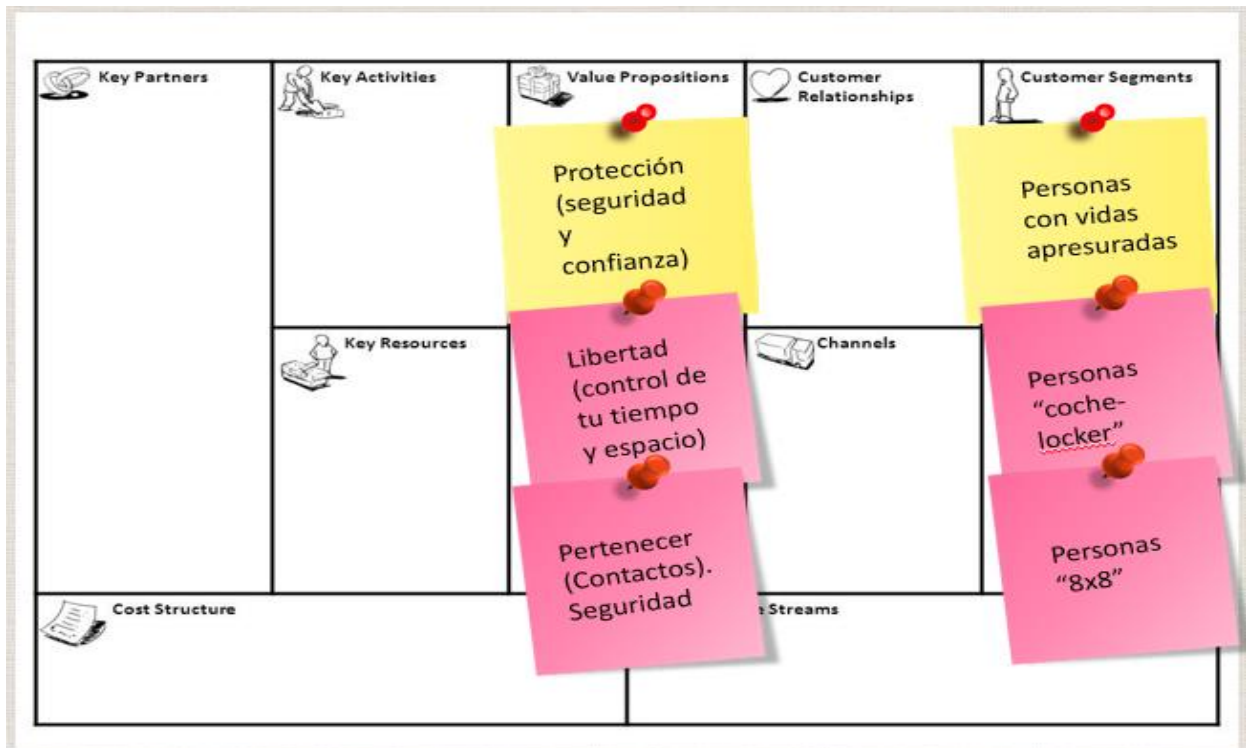 Key Partners
Key Activities
Value Propositions
Customer
Relationships
Customer Segments
Protección
(seguridad
y
confianza)
Personas
con vidas
apresuradas
Key Resources
Libertad
(control de
tu tiempo
y espacio)
Channels
Personas
“coche-
locker”
Pertenecer
(Contactos).
Seguridad
Personas
“8x8”
Cost Structure
Streams